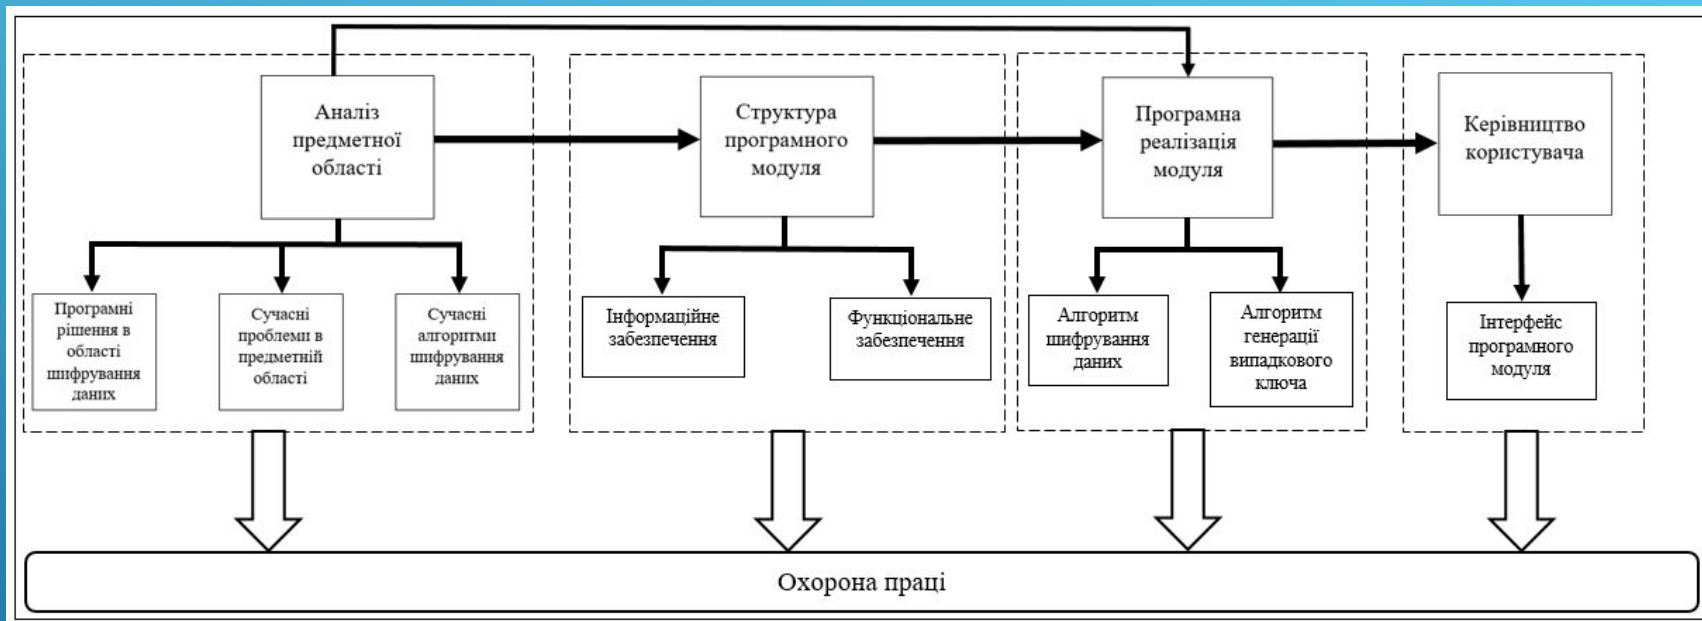 Аналіз
предметної
області
Структура
програмного
модуля
Програмна
реалізація
модуля
Керівництво
користувача
Програмні
рішення в
області
шифрування
даних
Сучасні
проблеми в
предметній
області
Сучасні
алгоритми
шифрування
даних
Інформаційне
забезпечення
Функціональне
забезпечення
Алгоритм
шифрування
даних
Алгоритм
генерації
випадкового
ключа
Інтерфейс
програмного
модуля
Охорона праці